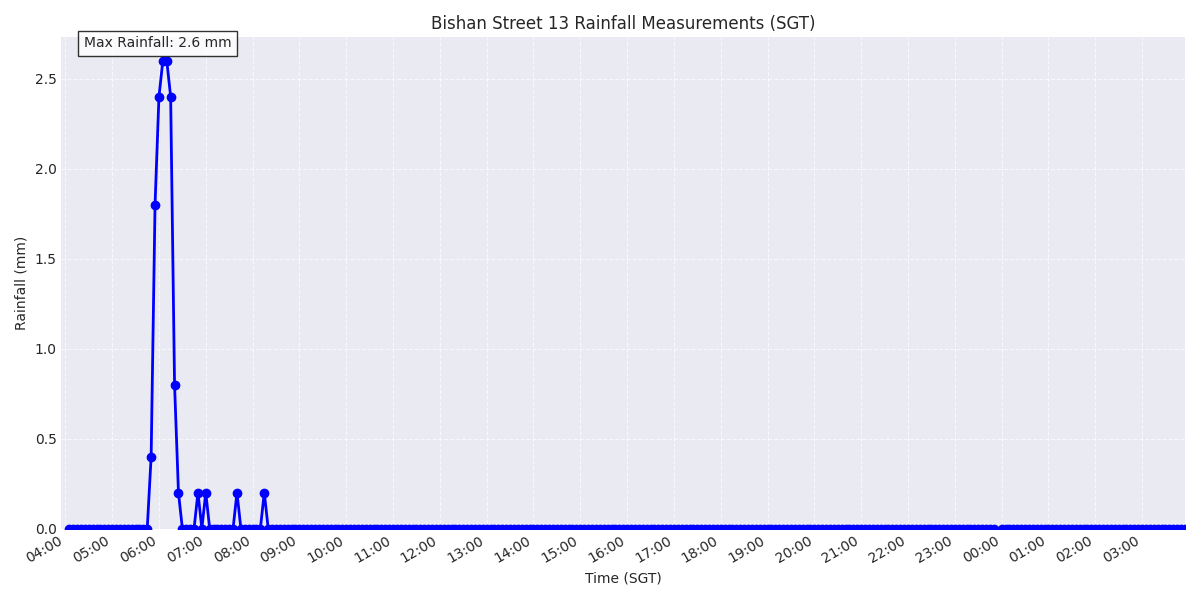 Bishan Street 13 Rainfall Measurements (SGT)
Max Rainfall: 2.6 mm
Rainfall (mm)
2.5
2.0
1.5
1.0
0.5
0.0
04:00 05:00 06:00 07:00 08:00 09:00 10:00 11:00 12:00 13:00 14:00 15:00 16:00 17:00 18:00 19:00 20:00 21:00 22:00 23:00 00:00 01:00 02:00 03:00
Time (SGT)